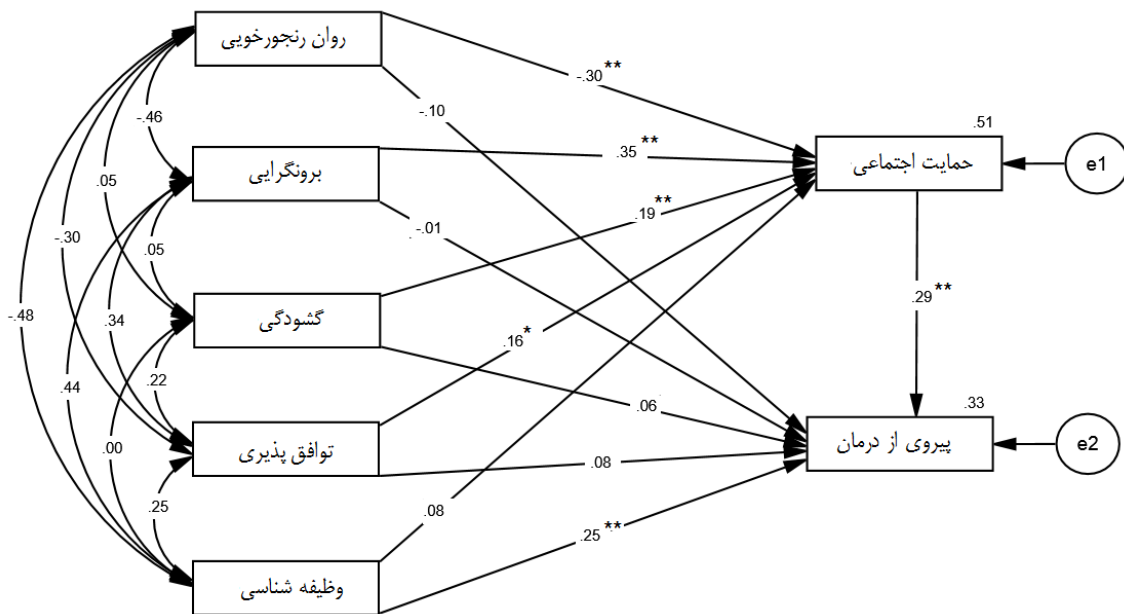 روان رنجورخویی
-.30**
-.10
-.46
.51
.35**
برونگرایی
حمایت اجتماعی
e1
.05
.19**
-.01
-.30
.05
.29**
-.48
گشودگی
.34
.16*
.22
.44
.06
.33
.00
توافق پذیری
.08
پیروی از درمان
e2
.25
.08
.25**
وظیفه شناسی